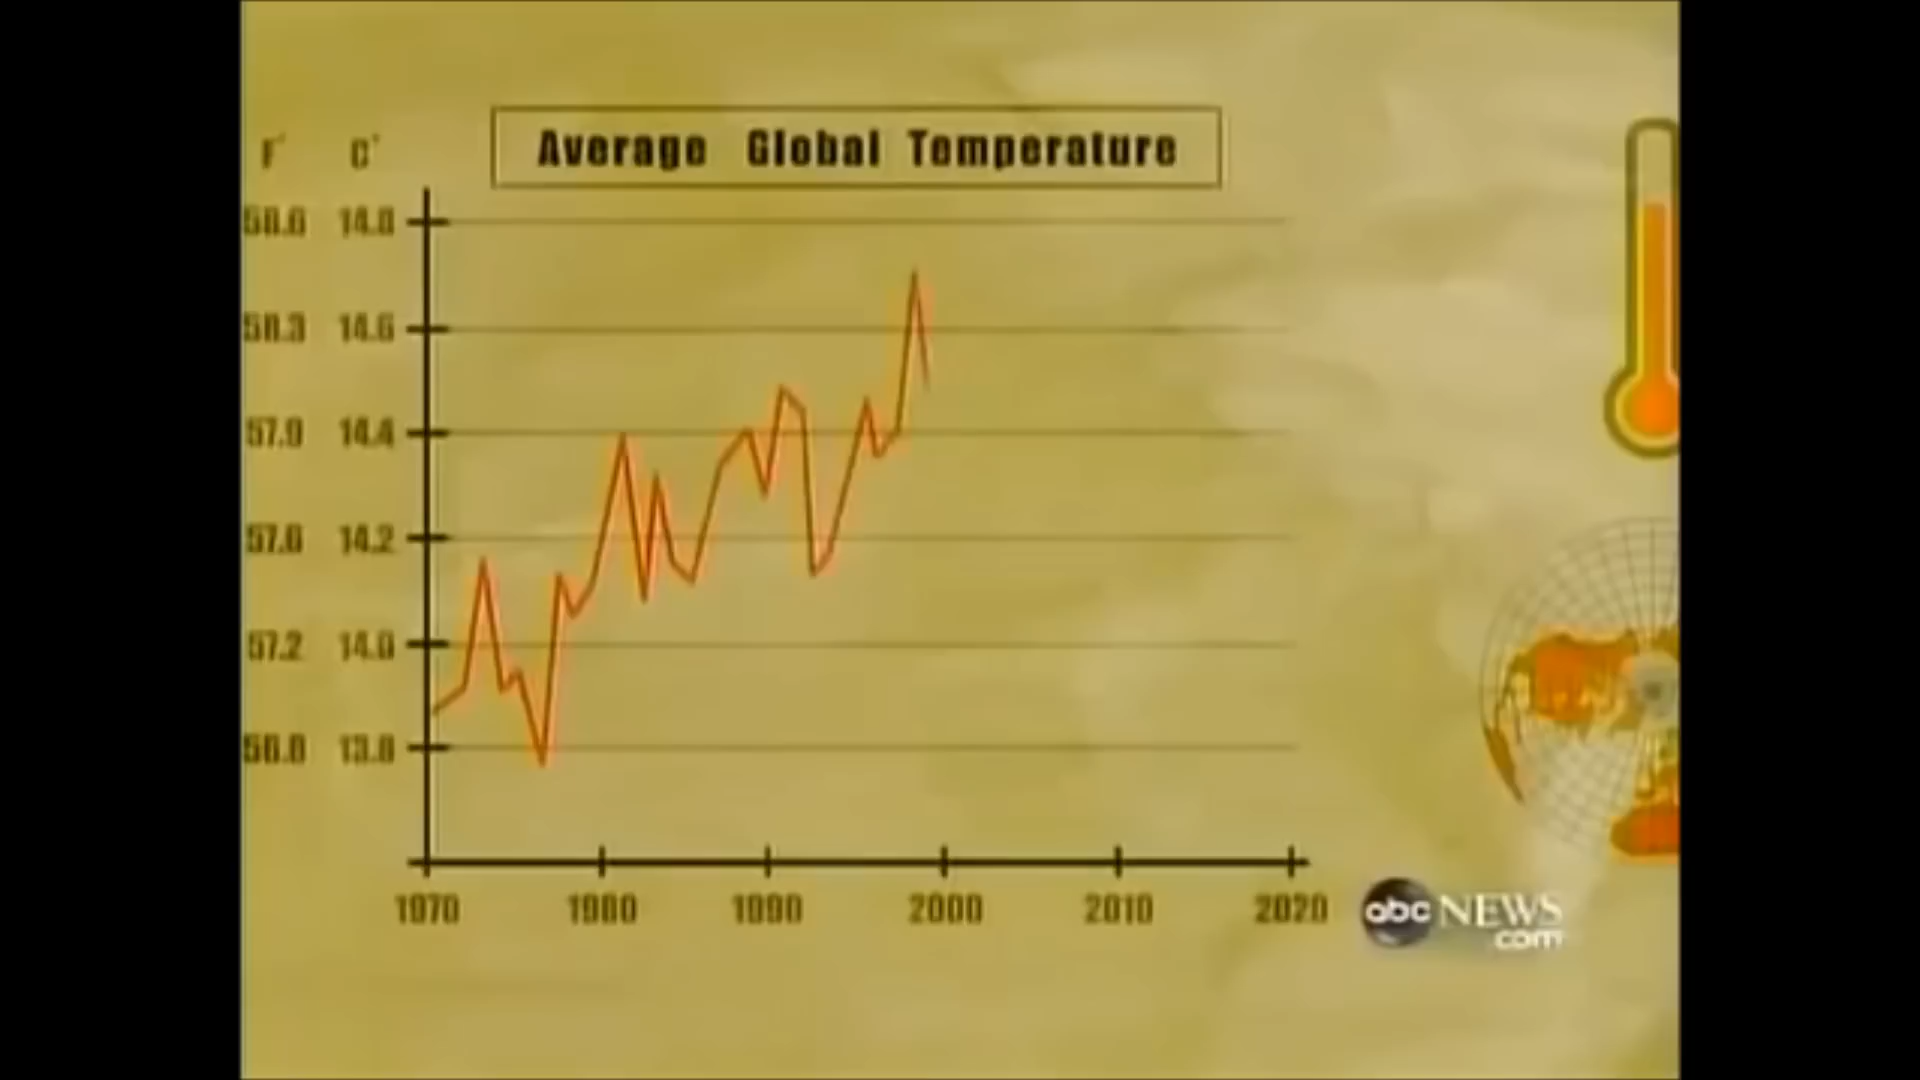 Average Global Temperature
F° C°
58.6 14.8
58.3 14.6
57.9 14.4
57.6 14.2
57.2 14.0
56.8 13.8
1970 1980 1990 2000 2010 2020
abc NEWS
.com